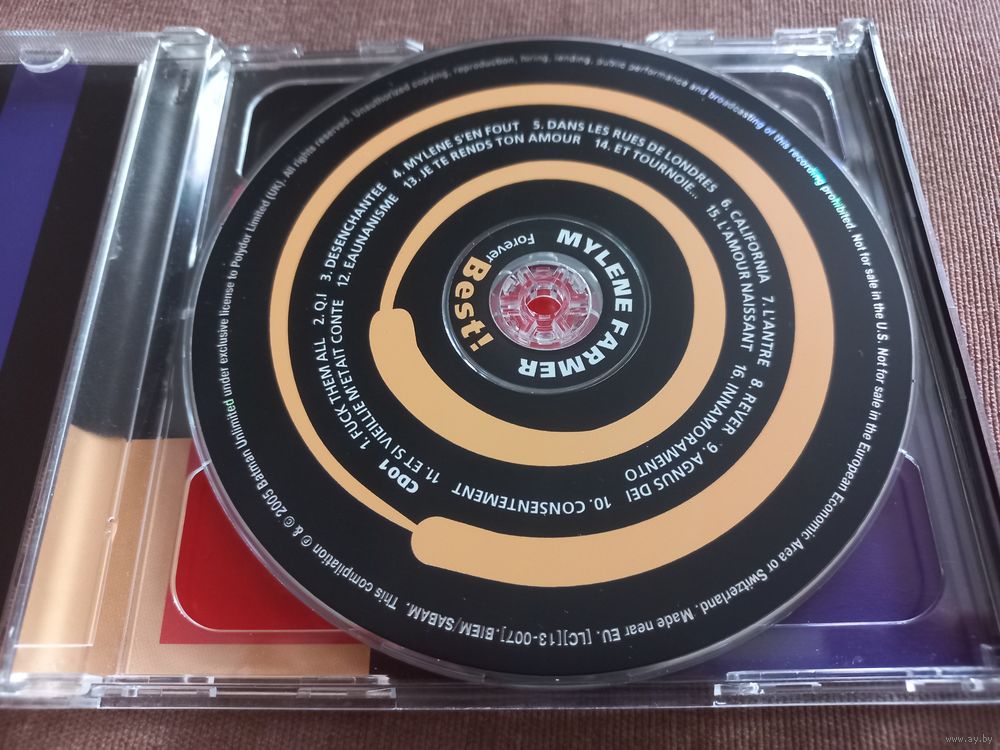 MYLENE FARMER
Best:
Forever
CD01 1. FUCK THEM ALL 2. Q.I 3. DESENCHANTEE 4. MYLENE S'EN FOUT 5. DANS LES RUES DE LONDRES 6. CALIFORNIA 7. L'ANTRE 8. REVER 9. AGNUS DEI 10. CONSENTEMENT
11. ET SI VIEILLIE M'ETAIT CONTE 12. EAUNANISME 13. JE TE RENDS TON AMOUR 14. ET TOURNOIE... 15. L'AMOUR NAISSANT 16. INNAMORAMENTO
This compilation ℗ & © 2005 Batman Unlimited under exclusive license to Polydor Limited (UK). All rights reserved. Unauthorized copying, reproduction, hiring, lending, public performance and broadcasting of this recording prohibited. Not for sale in the U.S. Not for sale in the European Economic Area or Switzerland. Made near EU. [LC][13-007]. BIEM/SABAM.
www.ay.by